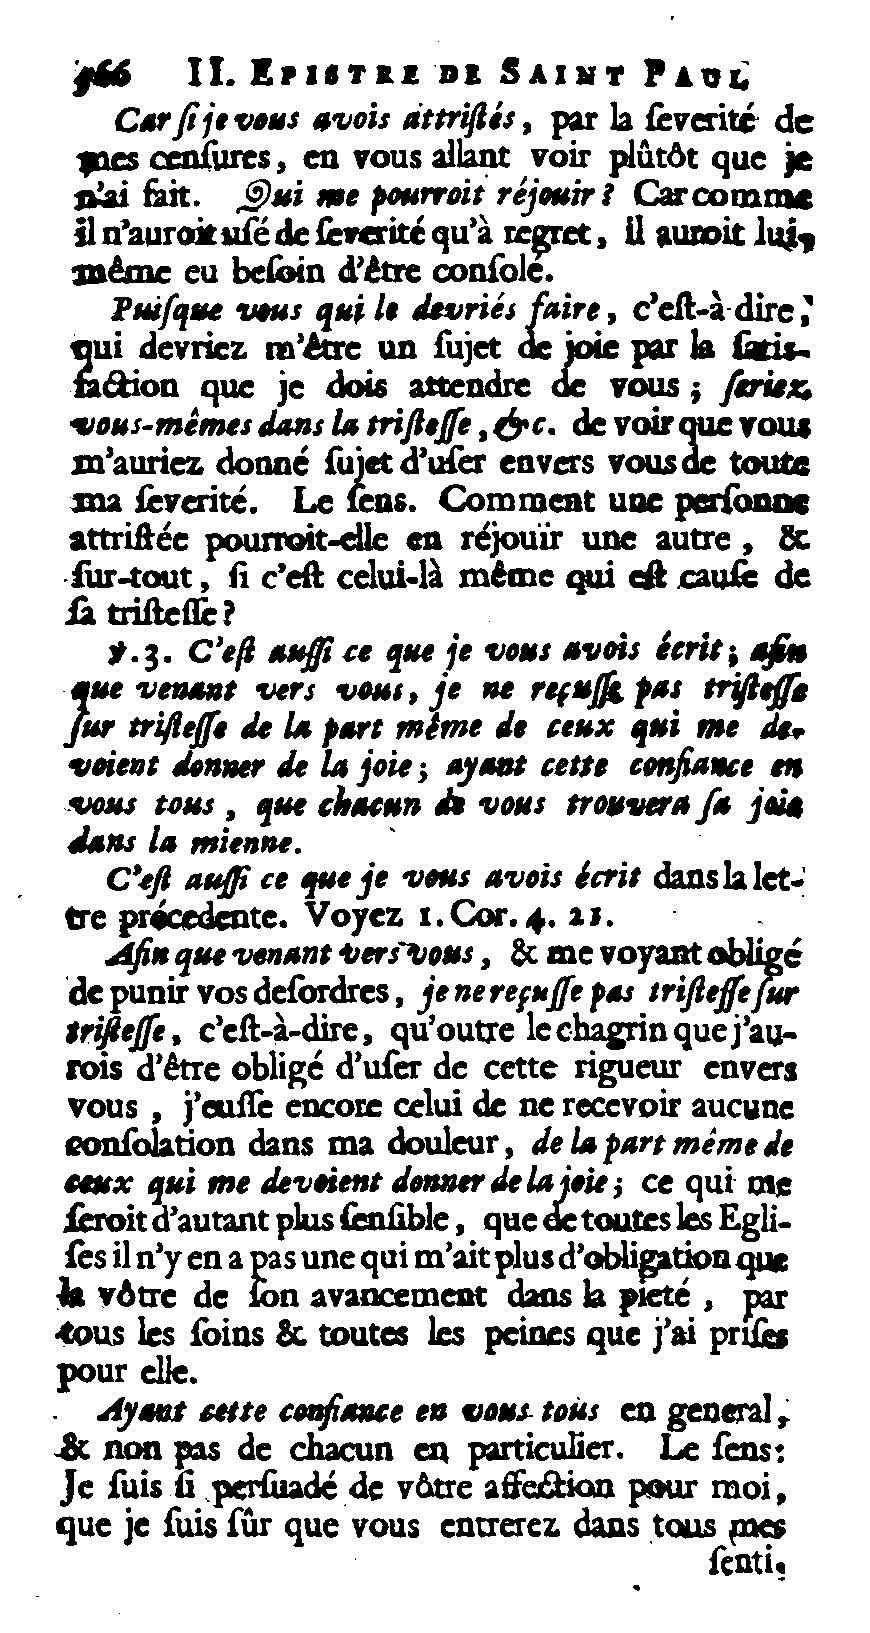 966 II. EPISTRE DE SAINT PAUL
Car ſi je vous avois attriſtés, par la ſeverité de
mes cenſures, en vous allant voir plûtôt que je
n'ai fait. Qui me pourroit réjouir? Car comme
il n'auroit uſé de ſeverité qu'à regret, il auroit lui-
même eu beſoin d'être conſolé.
Puiſque vous qui le devriés faire, c'eſt-à-dire,
qui devriez m'être un ſujet de joie par la ſatis-
faction que je dois attendre de vous; ſeriez
vous-mêmes dans la triſteſſe, &c. de voir que vous
m'auriez donné ſujet d'uſer envers vous de toute
ma ſeverité. Le ſens. Comment une perſonne
attriſtée pourroit-elle en réjouïr une autre, &
ſur-tout, ſi c'eſt celui-là même qui eſt cauſe de
ſa triſteſſe?
℣.3. C'eſt auſſi ce que je vous avois écrit; afin
que venant vers vous, je ne reçuſſe pas triſteſſe
ſur triſteſſe de la part même de ceux qui me de-
voient donner de la joie; ayant cette confiance en
vous tous, que chacun de vous trouvera ſa joie
dans la mienne.
C'eſt auſſi ce que je vous avois écrit dans la let-
tre précedente. Voyez 1. Cor. 4. 21.
Afin que venant vers vous, & me voyant obligé
de punir vos deſordres, je ne reçuſſe pas triſteſſe ſur
triſteſſe, c'eſt-à-dire, qu'outre le chagrin que j'au-
rois d'être obligé d'uſer de cette rigueur envers
vous, j'euſſe encore celui de ne recevoir aucune
conſolation dans ma douleur, de la part même de
ceux qui me devoient donner de la joie; ce qui me
ſeroit d'autant plus ſenſible, que de toutes les Egli-
ſes il n'y en a pas une qui m'ait plus d'obligation que
la vôtre de ſon avancement dans la pieté, par
tous les ſoins & toutes les peines que j'ai priſes
pour elle.
Ayant cette confiance en vous tous en general,
& non pas de chacun en particulier. Le ſens:
Je ſuis ſi perſuadé de vôtre affection pour moi,
que je ſuis ſûr que vous entrerez dans tous mes
ſenti-